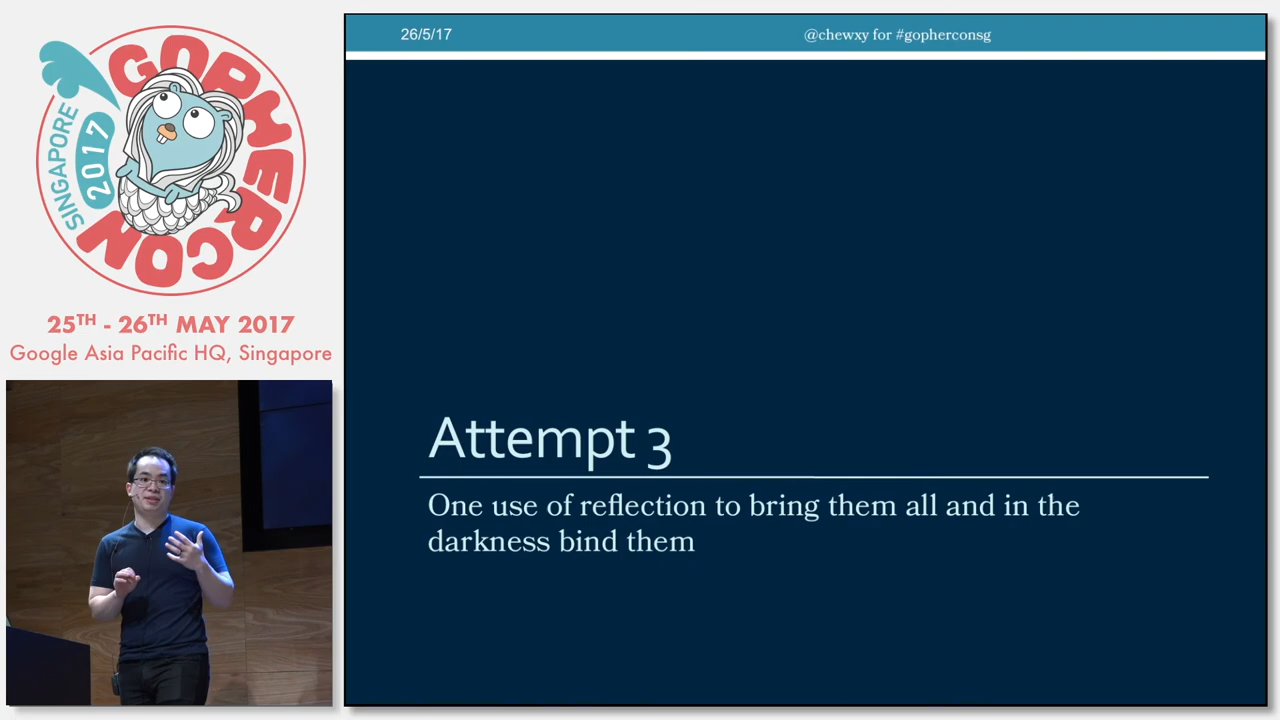 GOPHERCON
SINGAPORE
2017
25TH - 26TH MAY 2017
Google Asia Pacific HQ, Singapore
26/5/17
@chewxy for #gopherconsg
Attempt 3
One use of reflection to bring them all and in the
darkness bind them